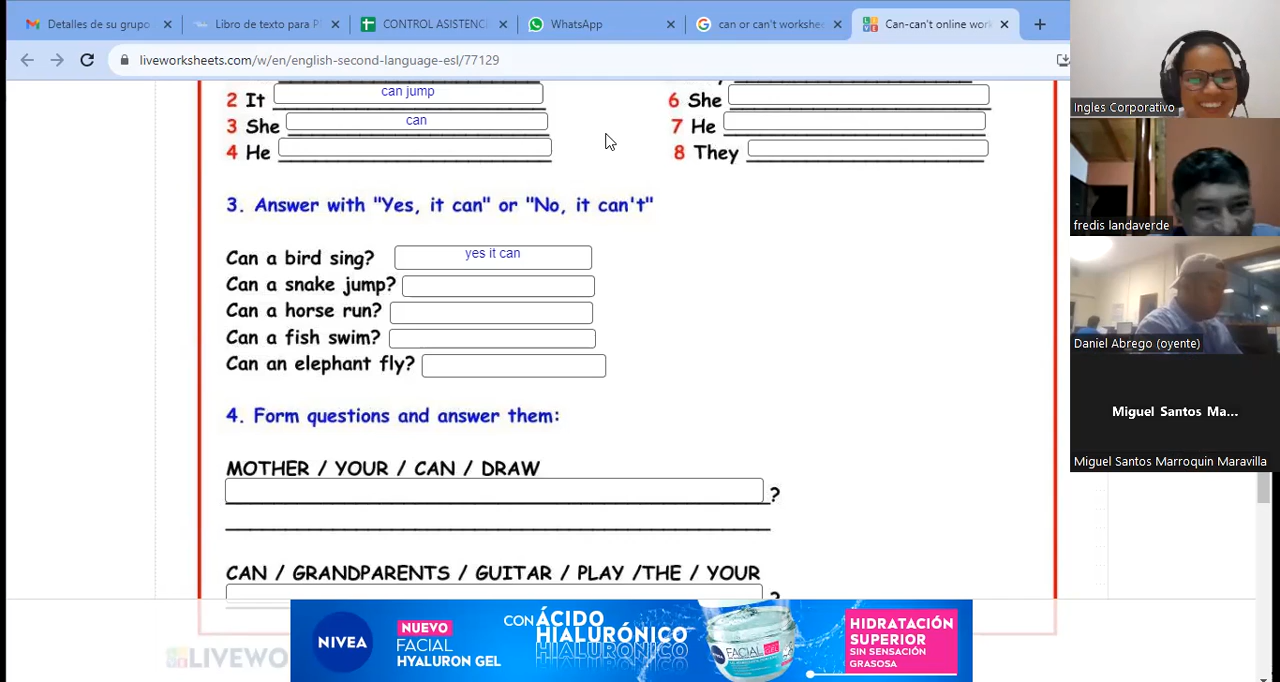 Detalles de su grupo
Libro de texto para P
CONTROL ASISTENC
WhatsApp
can or can't workshe
Can-can't online wor
liveworksheets.com/w/en/english-second-language-esl/77129
2 It can jump
6 She
3 She can
7 He
4 He
8 They
3. Answer with "Yes, it can" or "No, it can't"
Can a bird sing? yes it can
Can a snake jump?
Can a horse run?
Can a fish swim?
Can an elephant fly?
4. Form questions and answer them:
MOTHER / YOUR / CAN / DRAW
?
CAN / GRANDPARENTS / GUITAR / PLAY /THE / YOUR
?
LIVEWO
NIVEA
NUEVO
FACIAL
HYALURON GEL
CON ÁCIDO
HIALURÓNICO
NIVEA
FACIAL
HIDRATACIÓN
SUPERIOR
SIN SENSACIÓN
GRASOSA
Ingles Corporativo
fredis landaverde
Daniel Abrego (oyente)
Miguel Santos Ma...
Miguel Santos Marroquin Maravilla